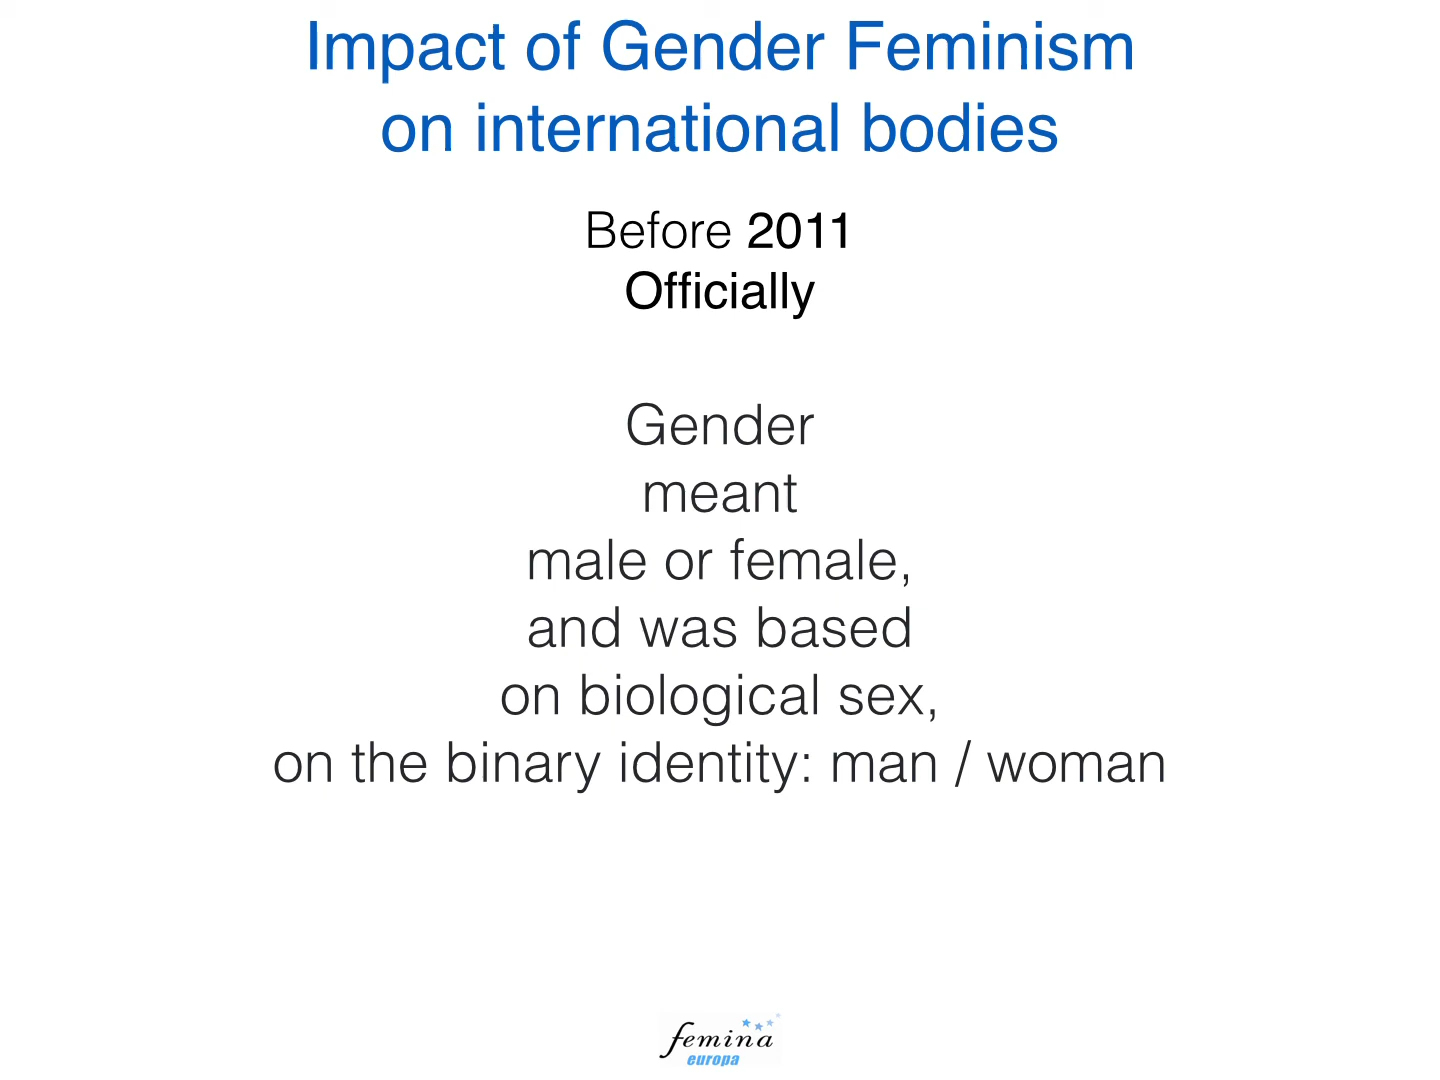 Impact of Gender Feminism
on international bodies
Before 2011
Officially
Gender
meant
male or female,
and was based
on biological sex,
on the binary identity: man / woman
femina
europa